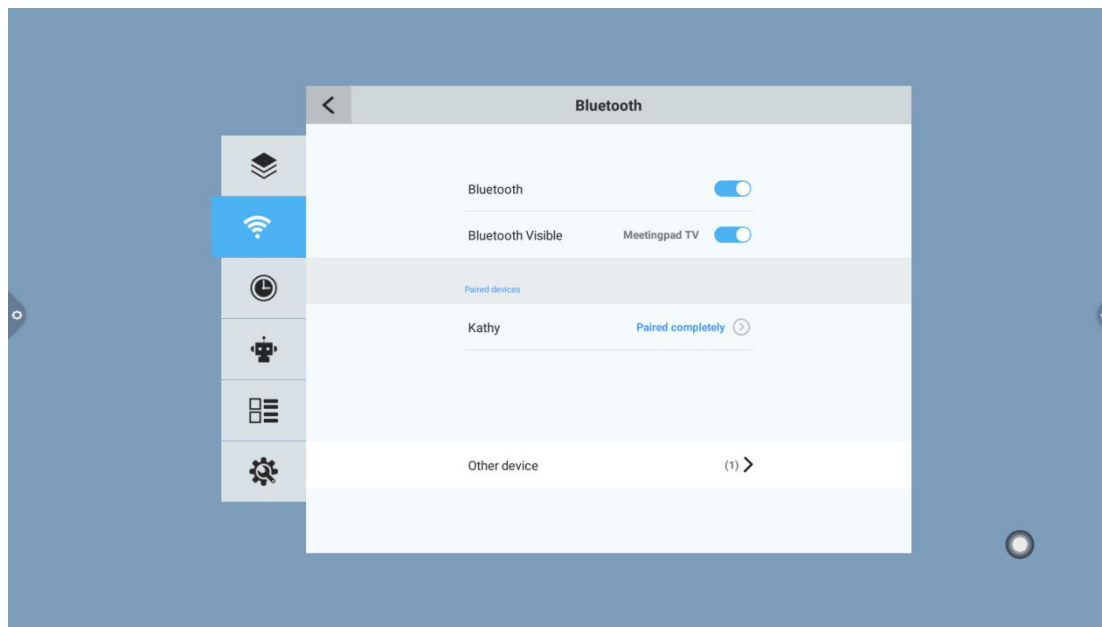 Bluetooth
Bluetooth
Bluetooth Visible Meetingpad TV
Paired devices
Kathy Paired completely
Other device (1)